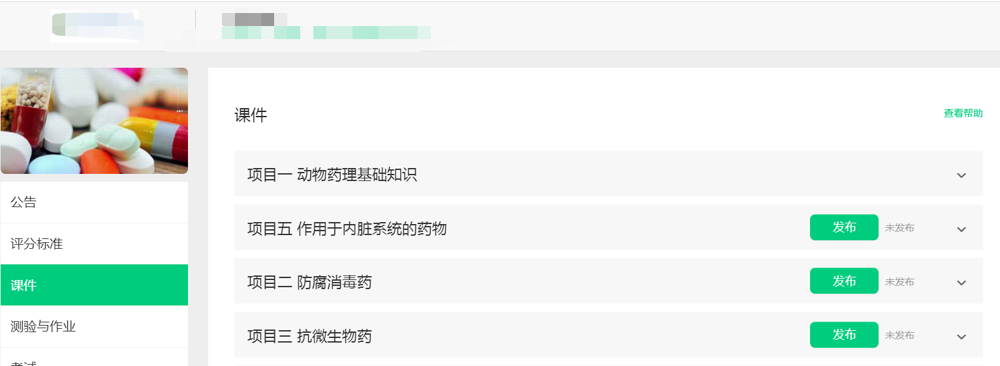 课件
查看帮助
项目一 动物药理基础知识
项目五 作用于内脏系统的药物
发布
未发布
项目二 防腐消毒药
发布
未发布
项目三 抗微生物药
发布
未发布
公告
评分标准
课件
测验与作业